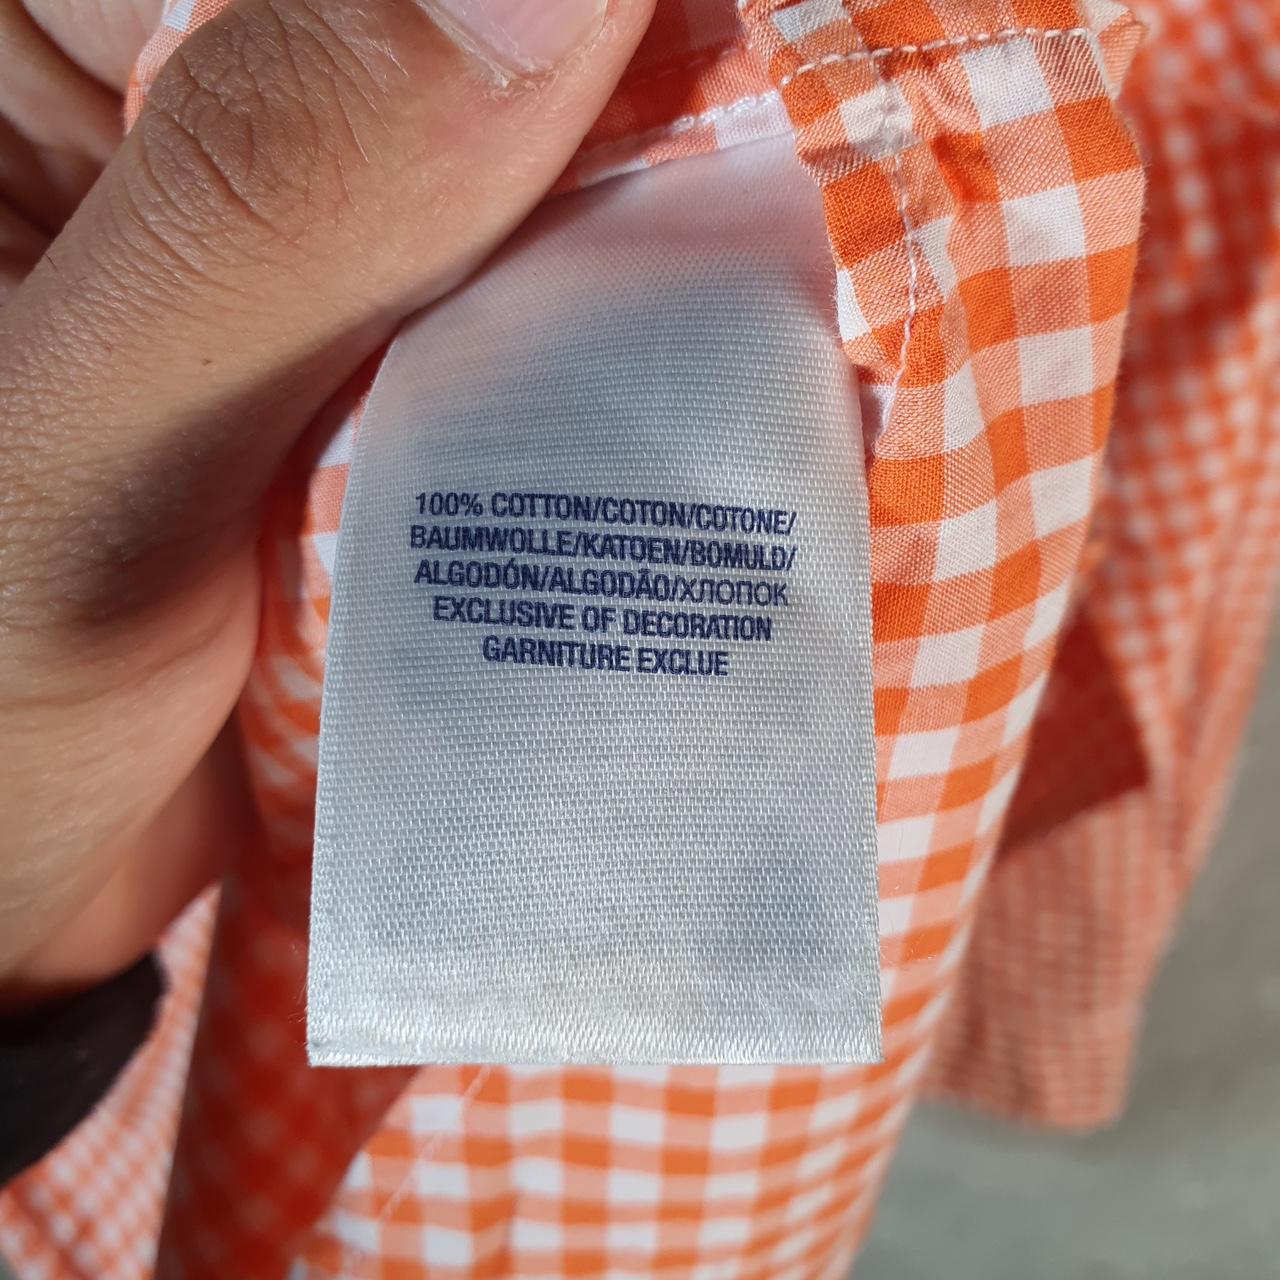 100% COTTON/COTON/COTONE/
BAUMWOLLE/KATOEN/BOMULD/
ALGODÓN/ALGODÃO/ХЛОПОК
EXCLUSIVE OF DECORATION
GARNITURE EXCLUE